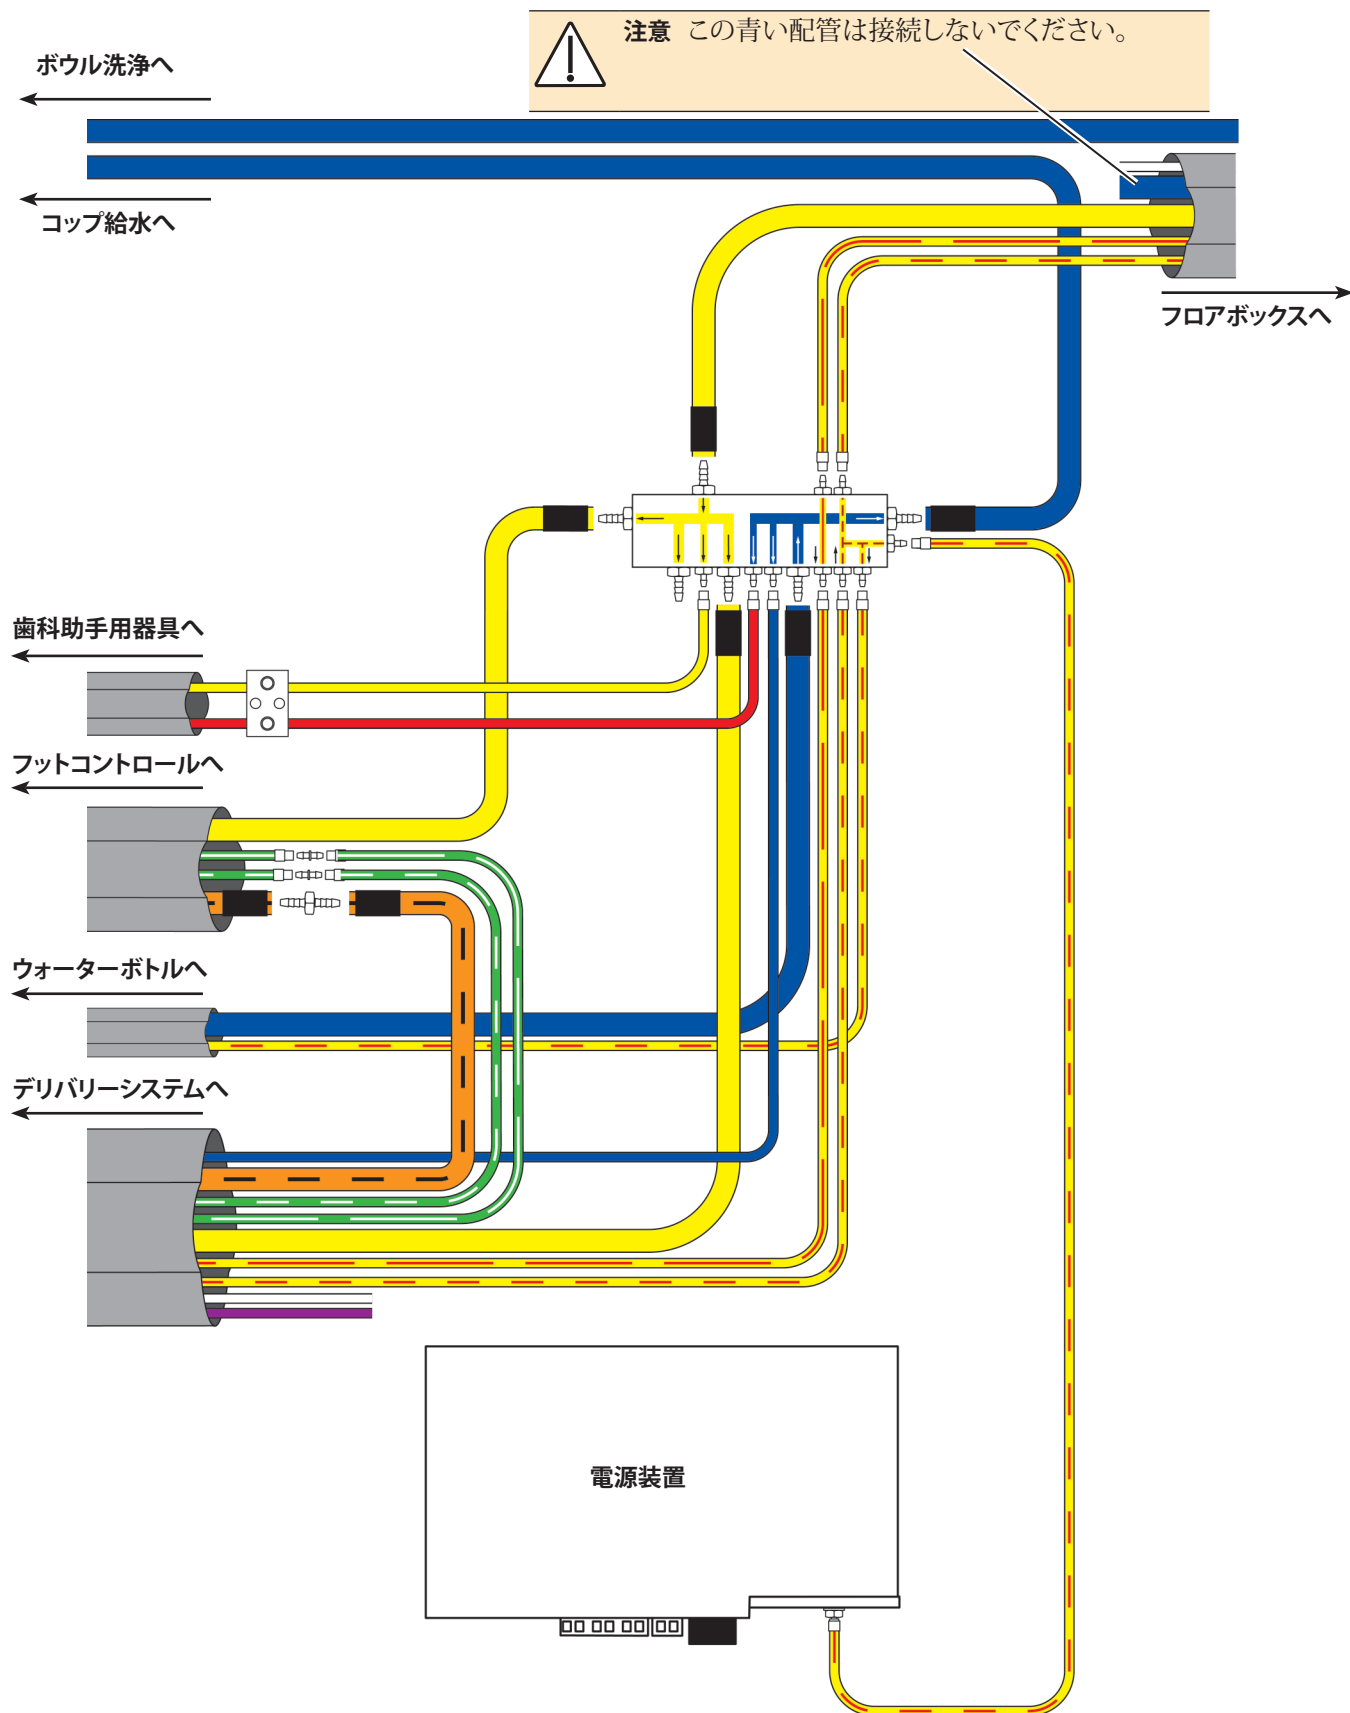 注意 この青い配管は接続しないでください。
ボウル洗浄へ
コップ給水へ
フロアボックスへ
歯科助手用器具へ
フットコントロールへ
ウォーターボトルへ
デリバリーシステムへ
電源装置